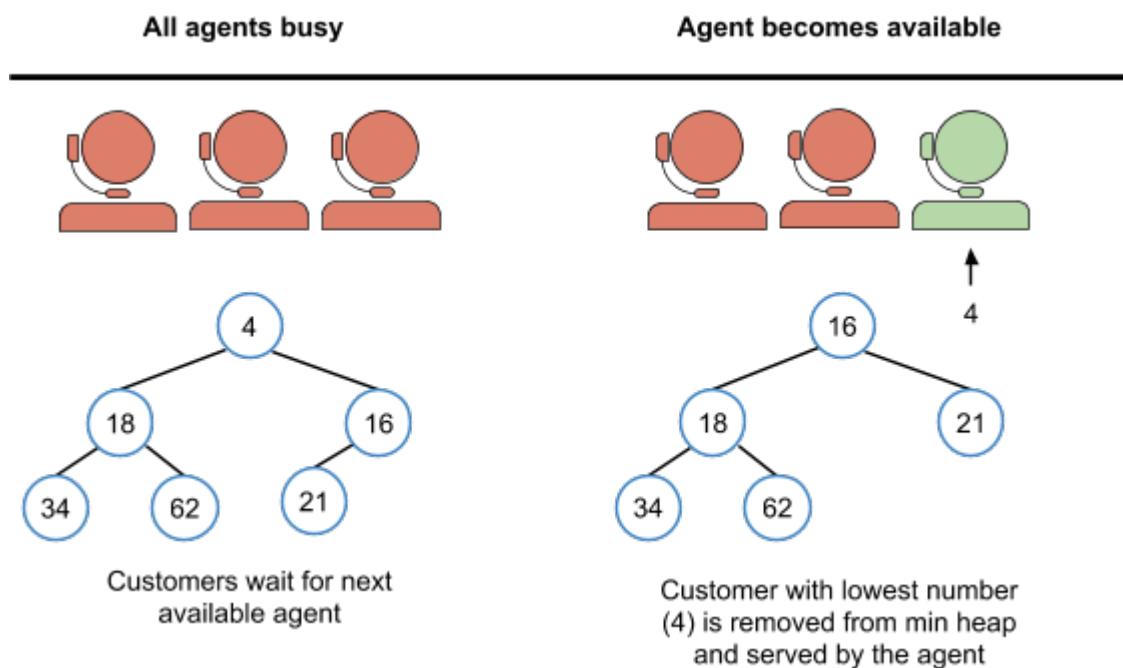 All agents busy
Agent becomes available
4
4
16
18
16
18
21
34
62
21
34
62
Customers wait for next
available agent
Customer with lowest number
(4) is removed from min heap
and served by the agent